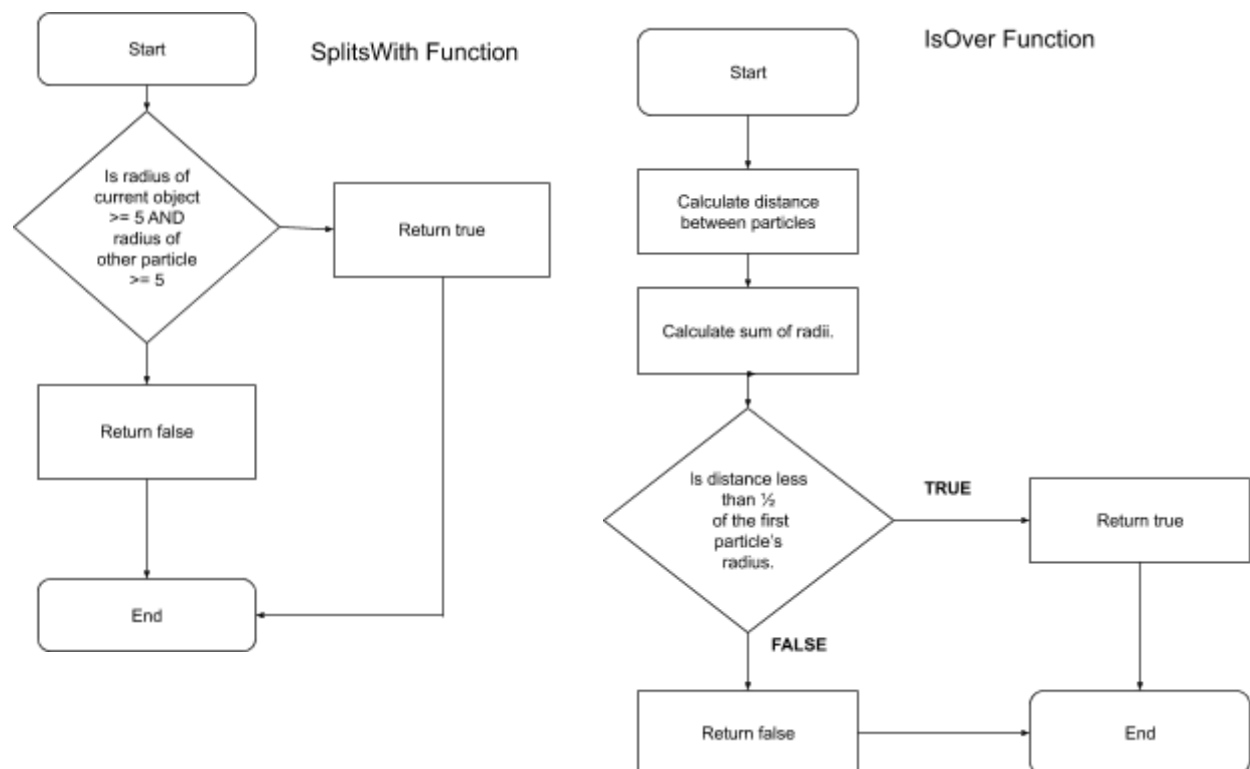 SplitsWith Function
Start
Is radius of
current object
>= 5 AND
radius of
other particle
>= 5
Return true
Return false
End
IsOver Function
Start
Calculate distance
between particles
Calculate sum of radii.
Is distance less
than ½
of the first
particle's
radius.
TRUE
Return true
FALSE
Return false
End